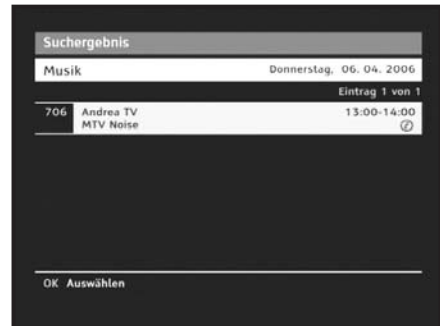 Suchergebnis
Musik Donnerstag, 06. 04. 2006
Eintrag 1 von 1
706 Andrea TV 13:00-14:00
MTV Noise
OK Auswählen